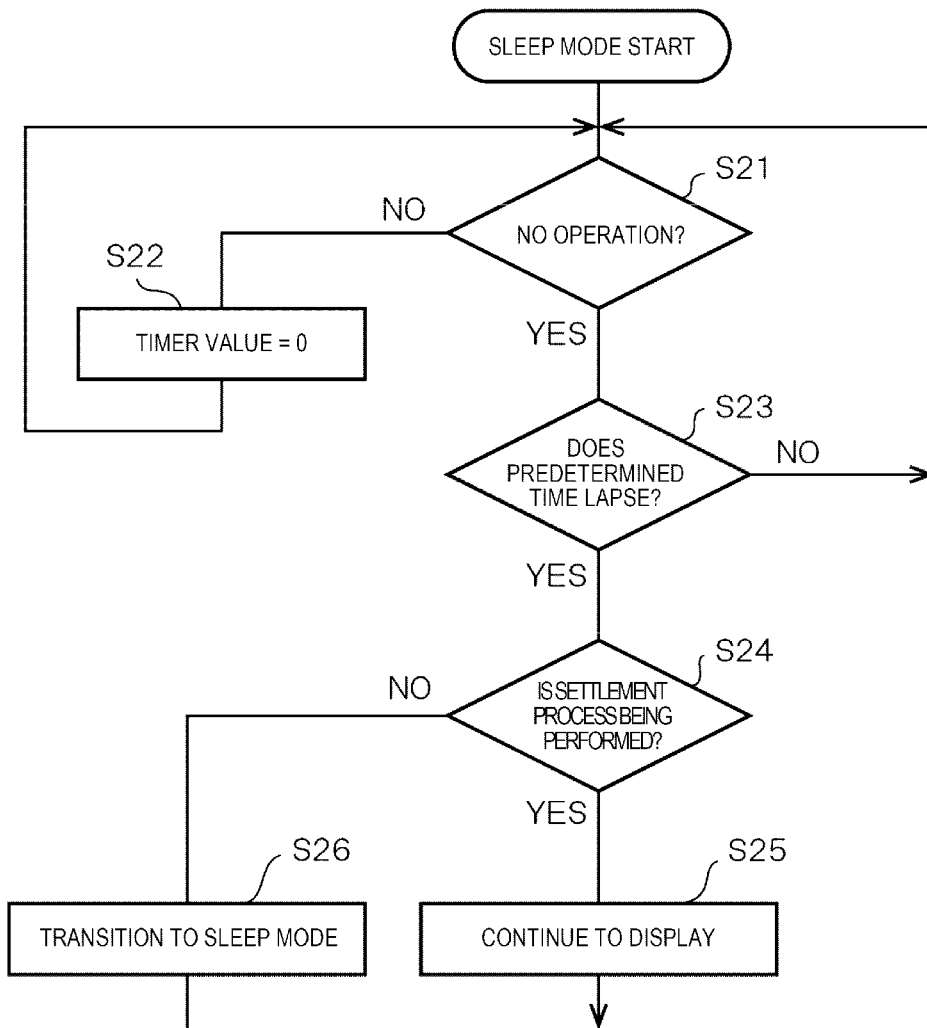 SLEEP MODE START
S21
NO
NO OPERATION?
S22
YES
TIMER VALUE = 0
S23
DOES
PREDETERMINED
TIME LAPSE?
NO
YES
S24
NO
IS SETTLEMENT
PROCESS BEING
PERFORMED?
YES
S26
S25
TRANSITION TO SLEEP MODE
CONTINUE TO DISPLAY